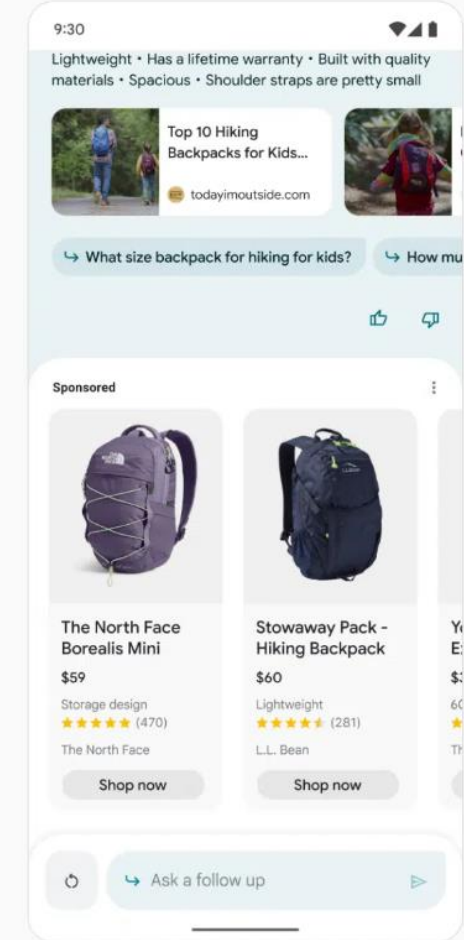 9:30
Lightweight • Has a lifetime warranty • Built with quality
materials • Spacious • Shoulder straps are pretty small
Top 10 Hiking
Backpacks for Kids...
todayimoutside.com
What size backpack for hiking for kids?
How mu
Sponsored
THE NORTH FACE
The North Face
Borealis Mini
$59
Storage design
(470)
The North Face
Shop now
Stowaway Pack -
Hiking Backpack
$60
Lightweight
(281)
L.L. Bean
Shop now
Ask a follow up